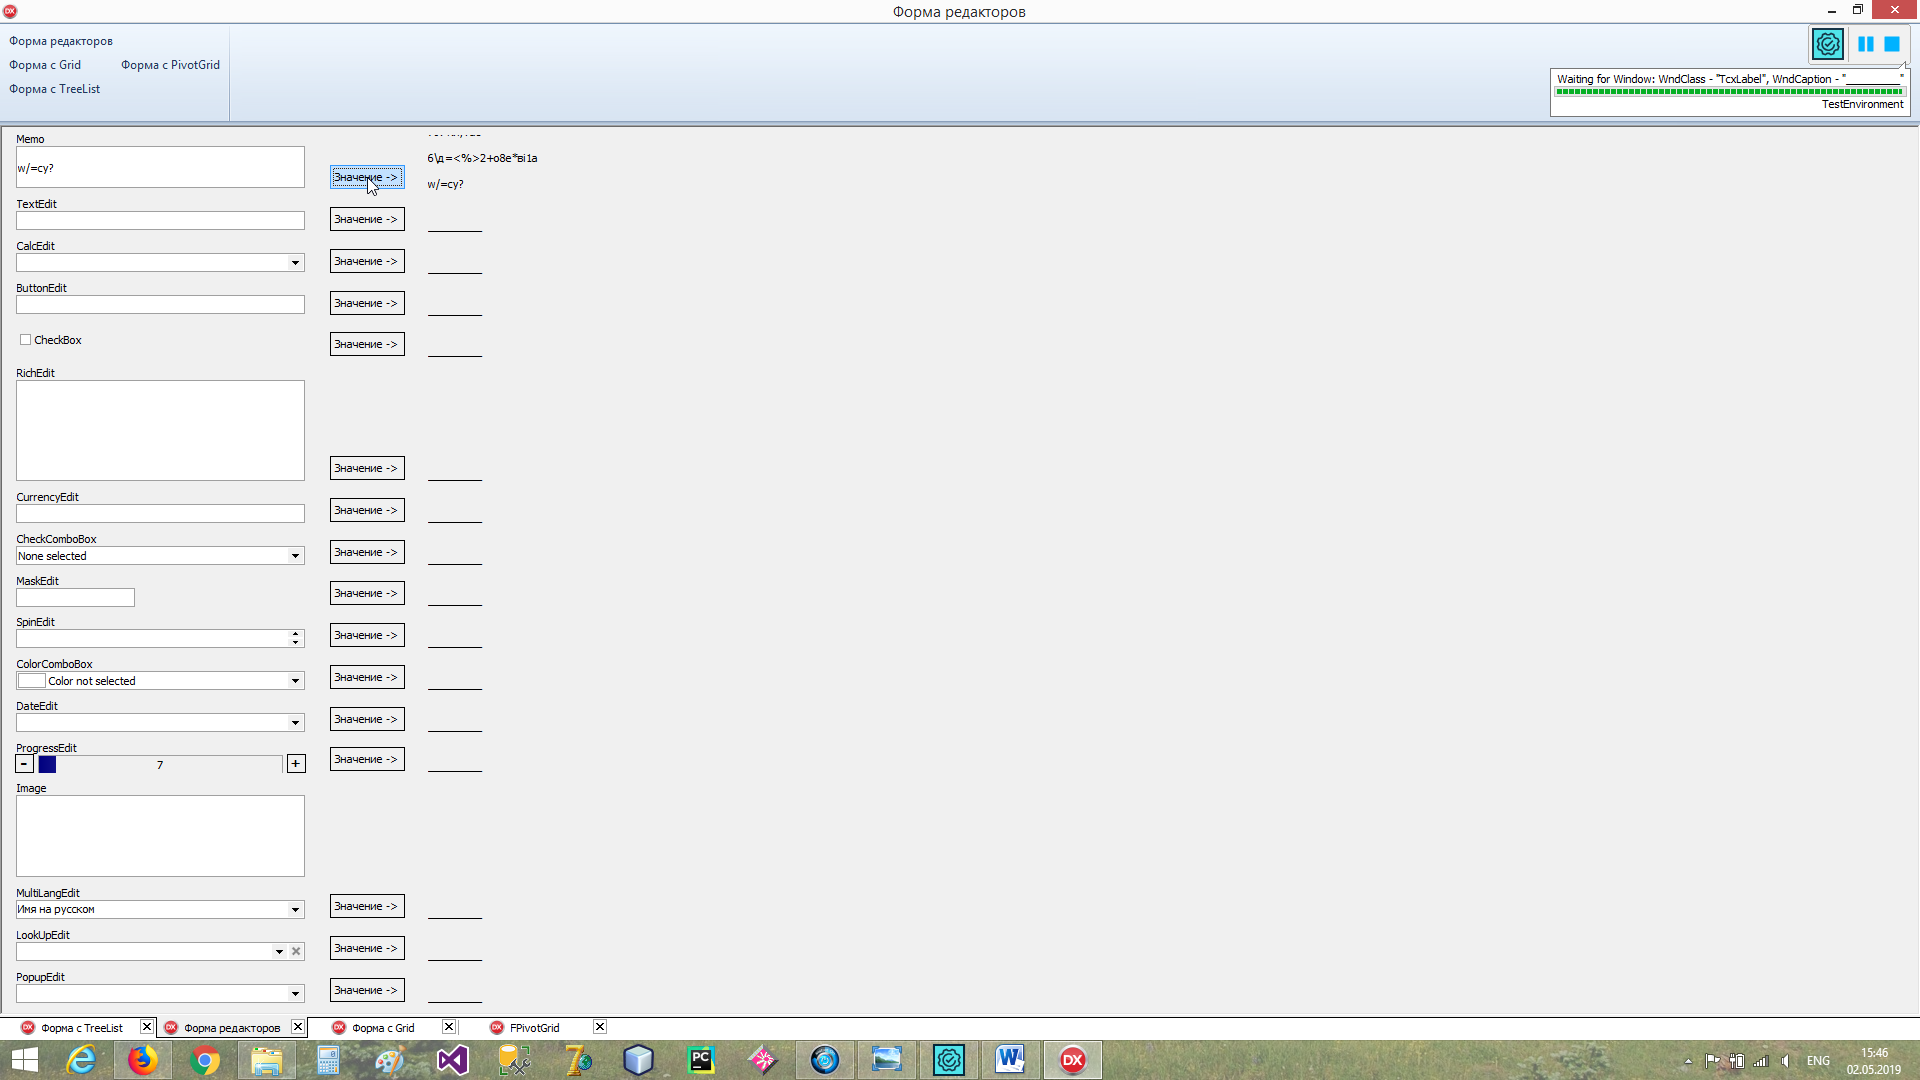 Форма редакторов
Форма редакторов
Форма с Grid
Форма с PivotGrid
Форма с TreeList
Waiting for Window: WndClass - "TcxLabel", WndCaption - "_________"
TestEnvironment
Memo
w/=cy?
Значение ->
6\д=<%>2+o8e*ві1a
w/=cy?
TextEdit
Значение ->
CalcEdit
Значение ->
ButtonEdit
Значение ->
CheckBox
Значение ->
RichEdit
Значение ->
CurrencyEdit
Значение ->
CheckComboBox
None selected
Значение ->
MaskEdit
Значение ->
SpinEdit
Значение ->
ColorComboBox
Color not selected
Значение ->
DateEdit
Значение ->
ProgressEdit
-
7
+
Значение ->
Image
MultiLangEdit
Имя на русском
Значение ->
LookUpEdit
Значение ->
PopupEdit
Значение ->
Форма с TreeList
Форма редакторов
Форма с Grid
FPivotGrid
ENG
15:46
02.05.2019